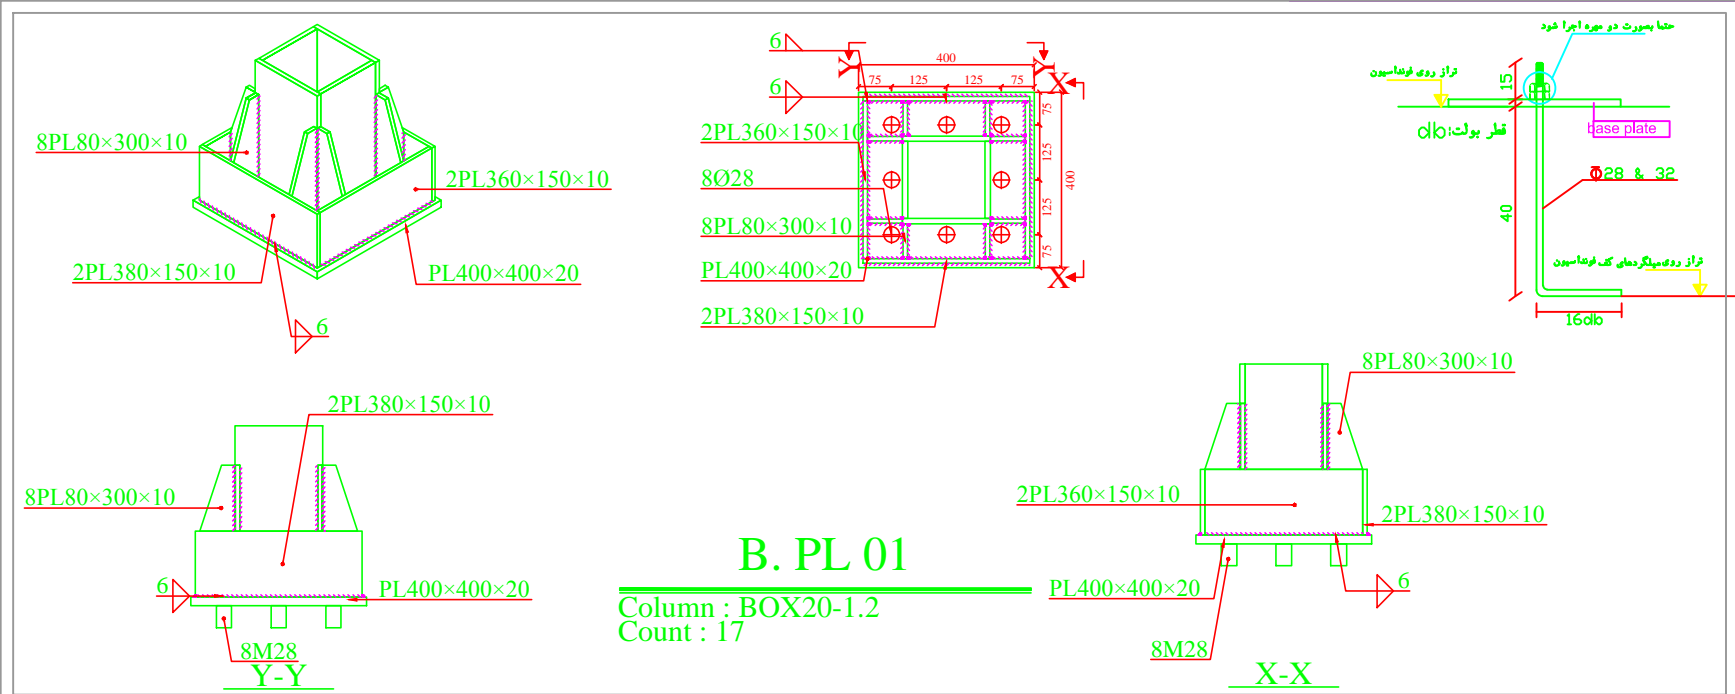 8PL80×300×10
2PL360×150×10
2PL380×150×10
PL400×400×20
6
6
6
Y
Y
400
75
125
125
75
X
X
75
125
125
75
400
2PL360×150×10
8Ø28
8PL80×300×10
PL400×400×20
2PL380×150×10
حتما بصورت دو مهره اجرا شود
تراز روی فونداسیون
15
قطر بولت:db
base plate
Φ28 & 32
40
تراز روی میلگردهای کف فونداسیون
16db
2PL380×150×10
8PL80×300×10
6
PL400×400×20
8M28
Y-Y
B. PL 01
Column : BOX20-1.2
Count : 17
8PL80×300×10
2PL360×150×10
2PL380×150×10
PL400×400×20
6
8M28
X-X